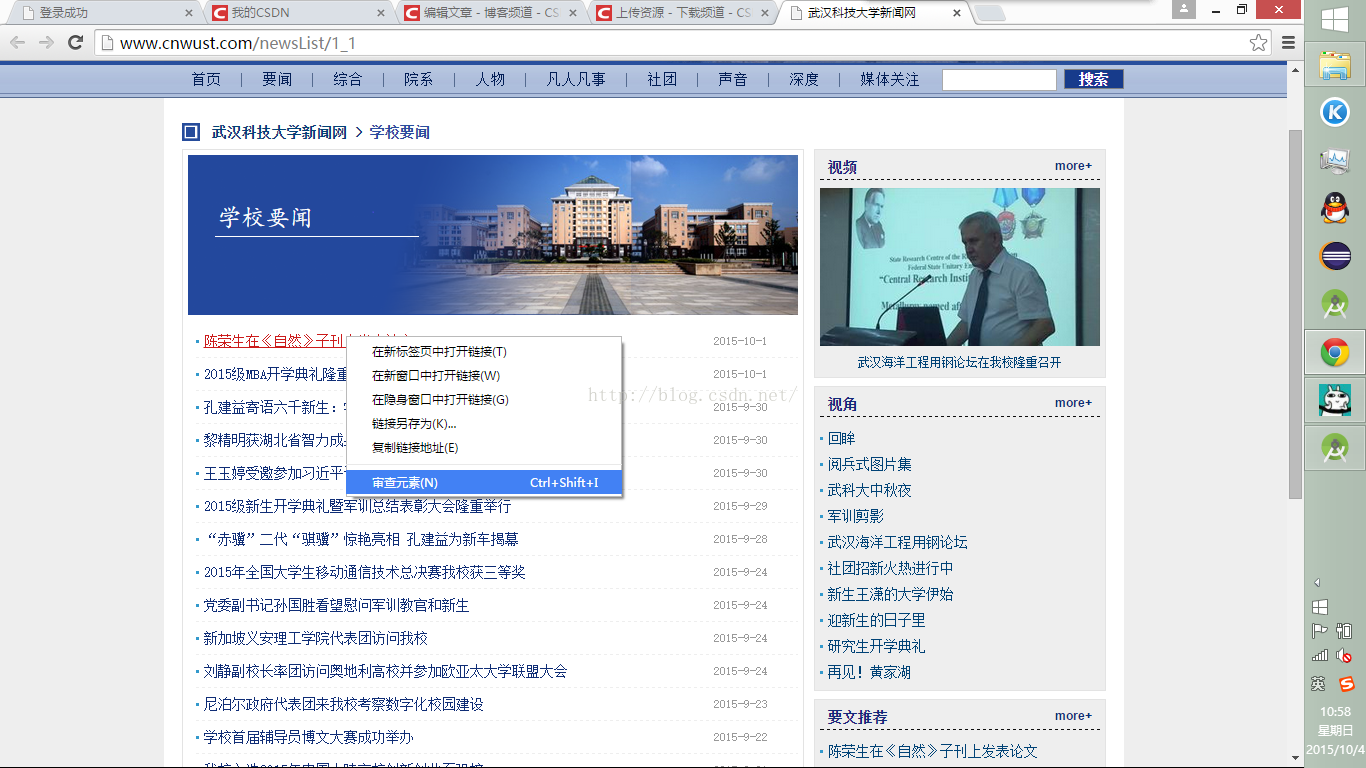 登录成功
我的CSDN
编辑文章 - 博客频道 - CS
上传资源 - 下载频道 - CS
武汉科技大学新闻网
www.cnwust.com/newsList/1_1
首页 | 要闻 | 综合 | 院系 | 人物 | 凡人凡事 | 社团 | 声音 | 深度 | 媒体关注 搜索
武汉科技大学新闻网 > 学校要闻
学校要闻
陈荣生在《自然》子刊 2015-10-1
2015级MBA开学典礼隆重 2015-10-1
孔建益寄语六千新生: 2015-9-30
黎精明获湖北省智力成 2015-9-30
王玉婷受邀参加习近平 2015-9-30
2015级新生开学典礼暨军训总结表彰大会隆重举行 2015-9-29
“赤骥”二代“骐骥”惊艳亮相 孔建益为新车揭幕 2015-9-28
2015年全国大学生移动通信技术总决赛我校获三等奖 2015-9-24
党委副书记孙国胜看望慰问军训教官和新生 2015-9-24
新加坡义安理工学院代表团访问我校 2015-9-24
刘静副校长率团访问奥地利高校并参加欧亚太大学联盟大会 2015-9-24
尼泊尔政府代表团来我校考察数字化校园建设 2015-9-23
学校首届辅导员博文大赛成功举办 2015-9-22
在新标签页中打开链接(T)
在新窗口中打开链接(W)
在隐身窗口中打开链接(G)
链接另存为(K)...
复制链接地址(E)
审查元素(N) Ctrl+Shift+I
http://blog.csdn.net/
视频 more+
State Research Centre of the
Federal State Unitary
“Central Research Insti
named af
武汉海洋工程用钢论坛在我校隆重召开
视角 more+
回眸
阅兵式图片集
武科大中秋夜
军训剪影
武汉海洋工程用钢论坛
社团招新火热进行中
新生王潇的大学伊始
迎新生的日子里
研究生开学典礼
再见！黄家湖
要文推荐 more+
陈荣生在《自然》子刊上发表论文
英
10:58
星期日
2015/10/4